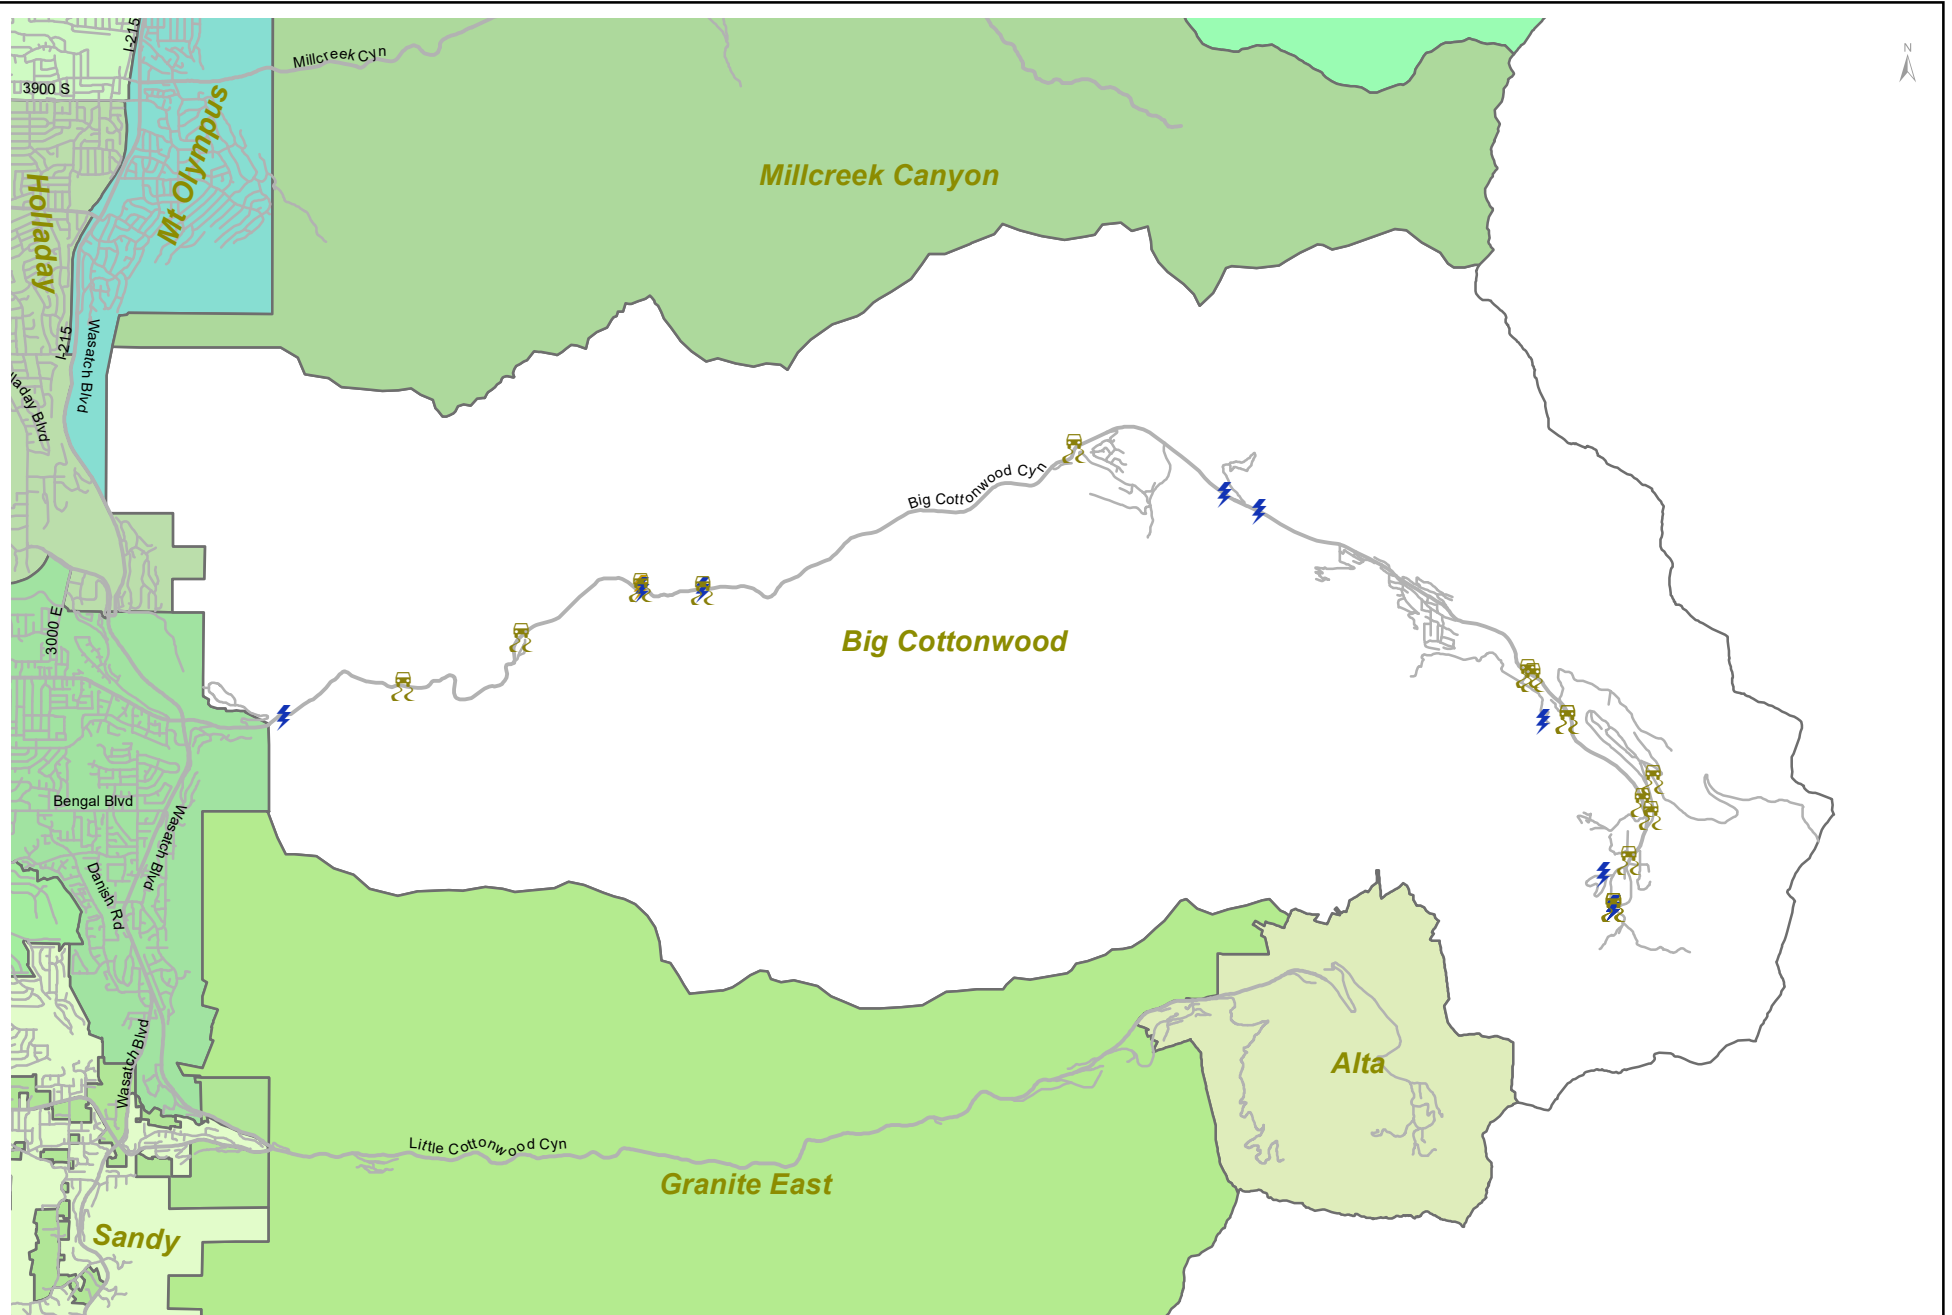 I-215
Millcreek Cyn
N
3900 S
Mt Olympus
Millcreek Canyon
Holladay
I-215
Wasatch Blvd
lladay Blvd
Big Cottonwood Cyn
3000 E
Big Cottonwood
Bengal Blvd
Wasatch Blvd
Danish Rd
Wasatch Blvd
Alta
Little Cottonwood Cyn
Granite East
Sandy